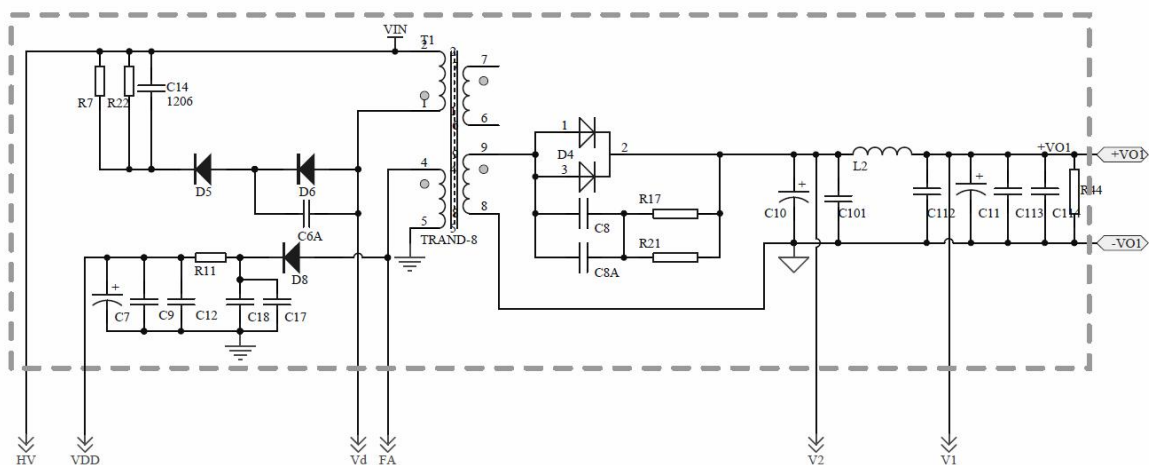 VIN
T1
2
7
R7
R22
C14
1206
1
6
D5
D6
C6A
4
9
5
8
TRAND-8
1
D4
2
3
C8
R17
C8A
R21
C10
C101
L2
C112
C11
C113
C114
R44
+VO1
+VO1
-VO1
R11
D8
C7
C9
C12
C18
C17
HV
VDD
Vd
FA
V2
V1